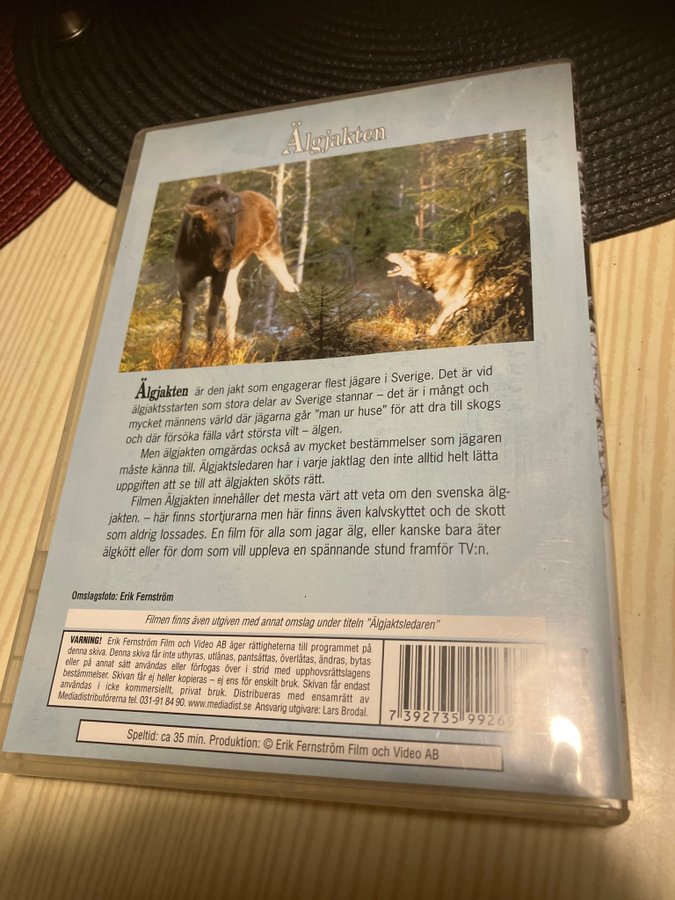 Älgjakten
Älgjakten är den jakt som engagerar flest jägare i Sverige. Det är vid
älgjaktsstarten som stora delar av Sverige stannar – det är i mångt och
mycket männens värld där jägarna går "man ur huse" för att dra till skogs
och där försöka fälla vårt största vilt – älgen.
Men älgjakten omgärdas också av mycket bestämmelser som jägaren
måste känna till. Älgjaktsledaren har i varje jaktlag den inte alltid helt lätta
uppgiften att se till att älgjakten sköts rätt.
Filmen Älgjakten innehåller det mesta värt att veta om den svenska älg-
jakten. – här finns stortjurarna men här finns även kalvskyttet och de skott
som aldrig lossades. En film för alla som jagar älg, eller kanske bara äter
älgkött eller för dom som vill uppleva en spännande stund framför TV:n.
Omslagsfoto: Erik Fernström
Filmen finns även utgiven med annat omslag under titeln "Älgjaktsledaren"
VARNING! Erik Fernström Film och Video AB äger rättigheterna till programmet på
denna skiva. Denna skiva får inte uthyras, utlånas, pantsättas, överlåtas, ändras, bytas
eller på annat sätt användas eller förfogas över i strid med upphovsrättslagens
bestämmelser. Skivan får ej heller kopieras – ej ens för enskilt bruk. Skivan får endast
användas i icke kommersiellt, privat bruk. Distribueras med ensamrätt av
Mediadistributörerna tel. 031-91 84 90. www.mediadist.se Ansvarig utgivare: Lars Brodal.
7 392735 9926
Speltid: ca 35 min. Produktion: © Erik Fernström Film och Video AB